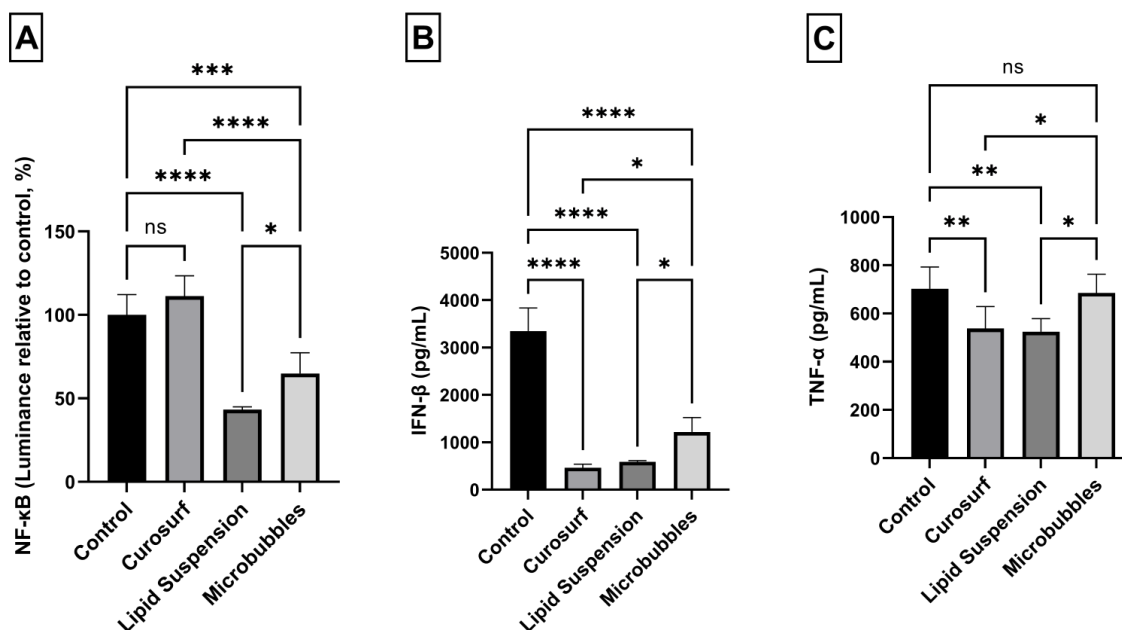 A
***
****
****
ns
*
NF-κB (Luminance relative to control, %)
150
100
50
0
Control
Curosurf
Lipid Suspension
Microbubbles
B
****
*
****
****
*
IFN-β (pg/mL)
5000
4000
3000
2000
1000
0
Control
Curosurf
Lipid Suspension
Microbubbles
C
ns
*
**
**
*
TNF-α (pg/mL)
1000
800
600
400
200
0
Control
Curosurf
Lipid Suspension
Microbubbles